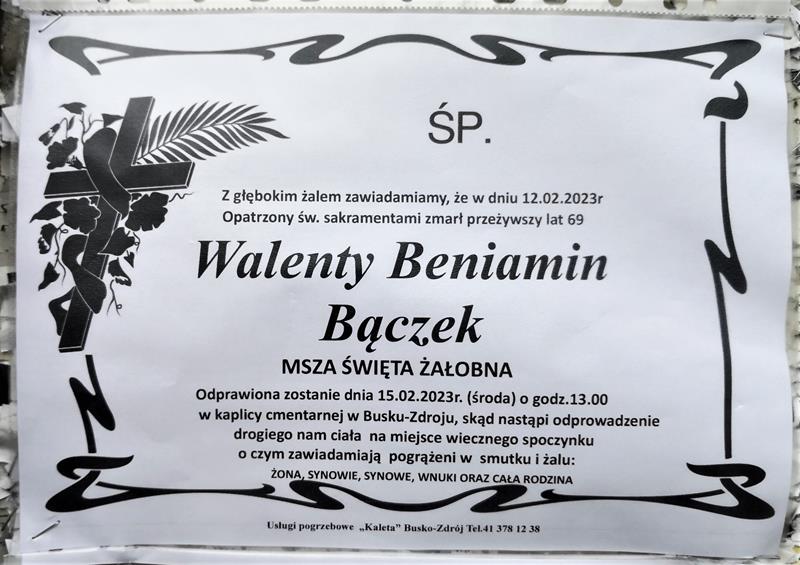 ŚP.
Z głębokim żalem zawiadamiamy, że w dniu 12.02.2023r
Opatrzony św. sakramentami zmarł przeżywszy lat 69
Walenty Beniamin
Bączek
MSZA ŚWIĘTA ŻAŁOBNA
Odprawiona zostanie dnia 15.02.2023r. (środa) o godz.13.00
w kaplicy cmentarnej w Busku-Zdroju, skąd nastąpi odprowadzenie
drogiego nam ciała na miejsce wiecznego spoczynku
o czym zawiadamiają pogrążeni w smutku i żalu:
ŻONA, SYNOWIE, SYNOWE, WNUKI ORAZ CAŁA RODZINA
Usługi pogrzebowe „Kaleta" Busko-Zdrój Tel.41 378 12 38